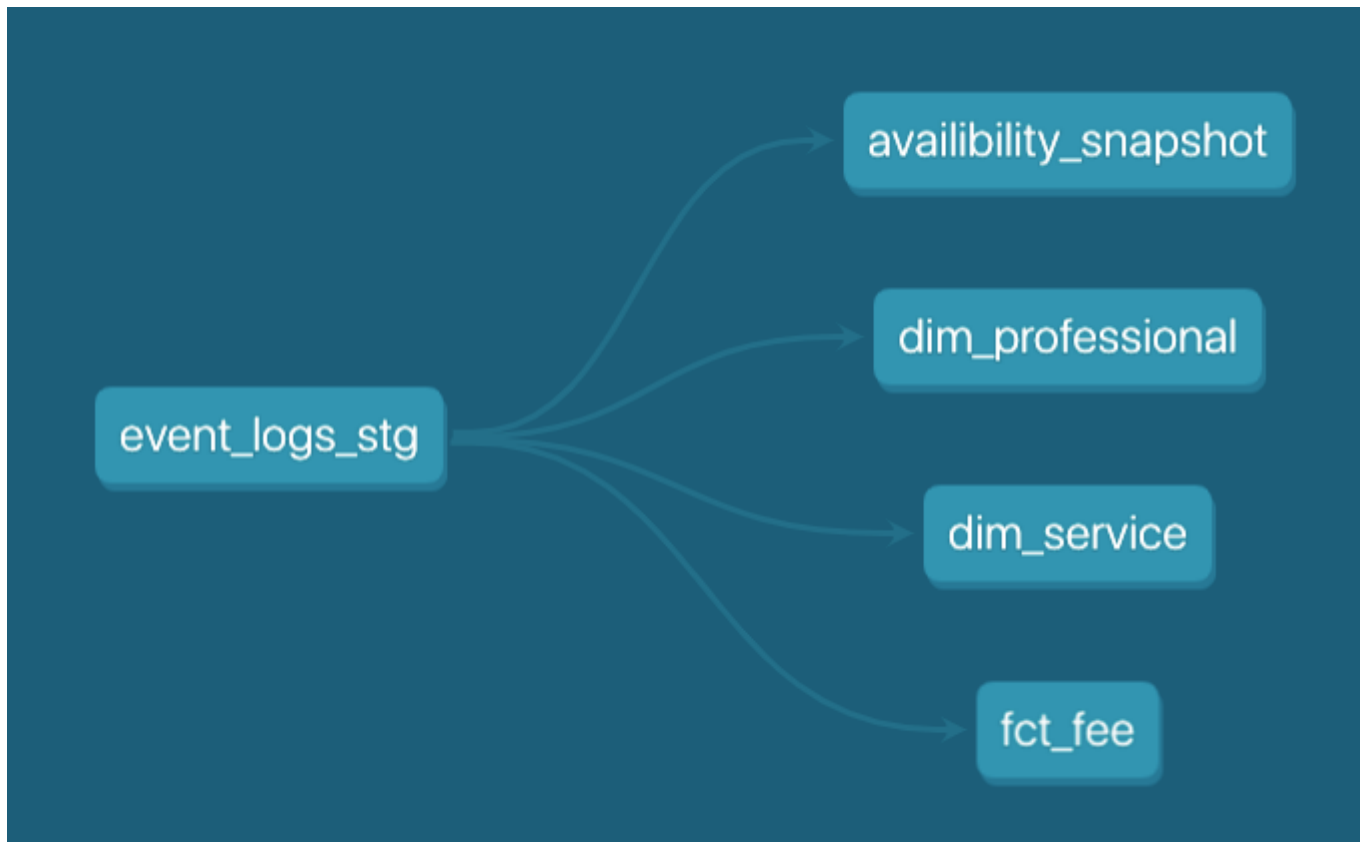 availibility_snapshot
dim_professional
event_logs_stg
dim_service
fct_fee